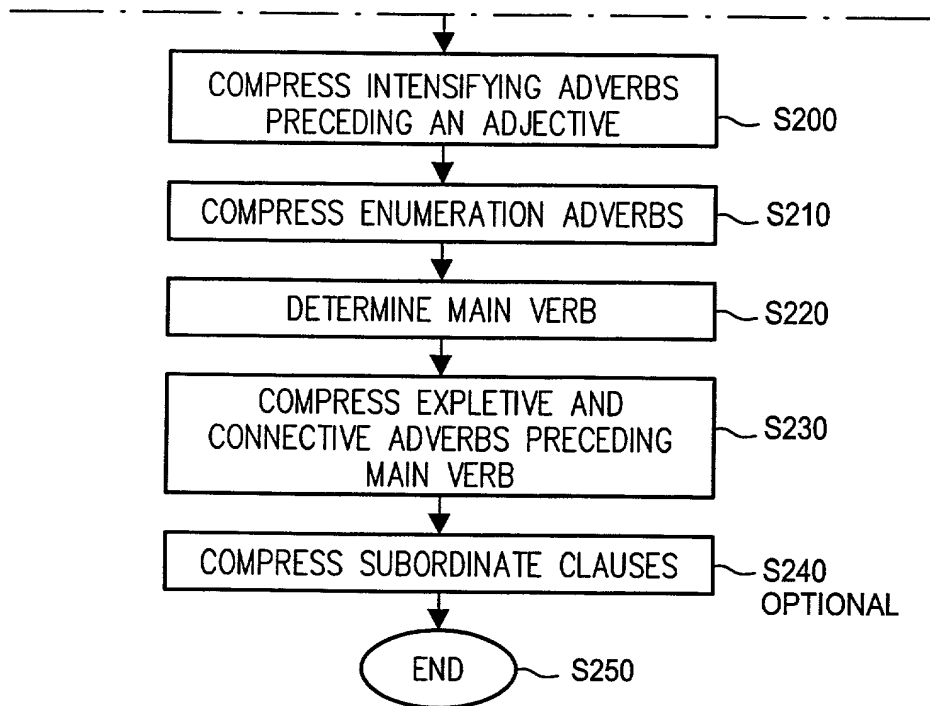 COMPRESS INTENSIFYING ADVERBS
PRECEDING AN ADJECTIVE
S200
COMPRESS ENUMERATION ADVERBS
S210
DETERMINE MAIN VERB
S220
COMPRESS EXPLETIVE AND
CONNECTIVE ADVERBS PRECEDING
MAIN VERB
S230
COMPRESS SUBORDINATE CLAUSES
S240
OPTIONAL
END
S250